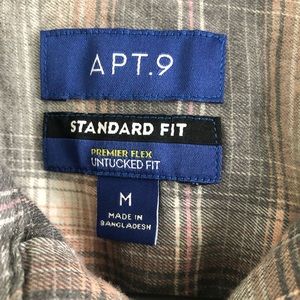 APT.9
STANDARD FIT
PREMIER FLEX
UNTUCKED FIT
M
MADE IN
BANGLADESH